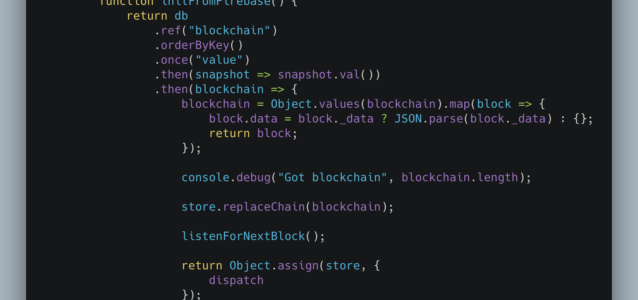 function initFromFirebase() {
return db
.ref("blockchain")
.orderByKey()
.once("value")
.then(snapshot => snapshot.val())
.then(blockchain => {
blockchain = Object.values(blockchain).map(block => {
block.data = block._data ? JSON.parse(block._data) : {};
return block;
});
console.debug("Got blockchain", blockchain.length);
store.replaceChain(blockchain);
listenForNextBlock();
return Object.assign(store, {
dispatch
});